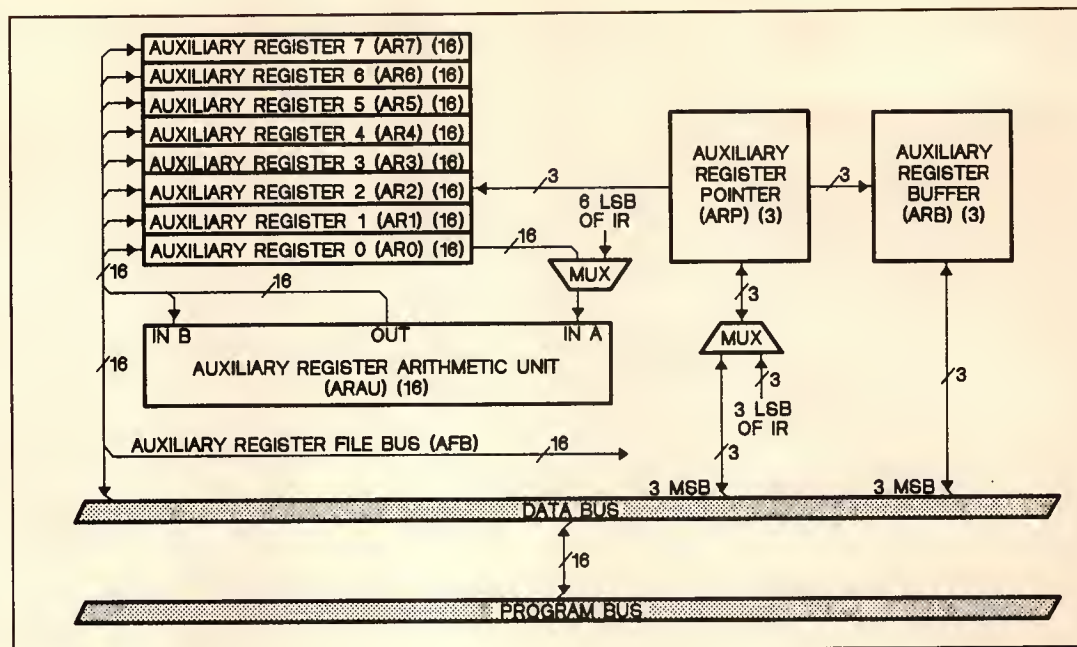 AUXILIARY REGISTER 7 (AR7) (16)
AUXILIARY REGISTER 6 (AR6) (16)
AUXILIARY REGISTER 5 (AR5) (16)
AUXILIARY REGISTER 4 (AR4) (16)
AUXILIARY REGISTER 3 (AR3) (16)
AUXILIARY REGISTER 2 (AR2) (16)
AUXILIARY REGISTER 1 (AR1) (16)
AUXILIARY REGISTER 0 (AR0) (16)
3
AUXILIARY
REGISTER
POINTER
(ARP) (3)
3
AUXILIARY
REGISTER
BUFFER
(ARB) (3)
6 LSB
OF IR
16
MUX
16
16
IN B
OUT
IN A
AUXILIARY REGISTER ARITHMETIC UNIT
(ARAU) (16)
16
3
MUX
3
3 LSB
OF IR
3
3
AUXILIARY REGISTER FILE BUS (AFB)
16
3 MSB
3 MSB
DATA BUS
16
PROGRAM BUS